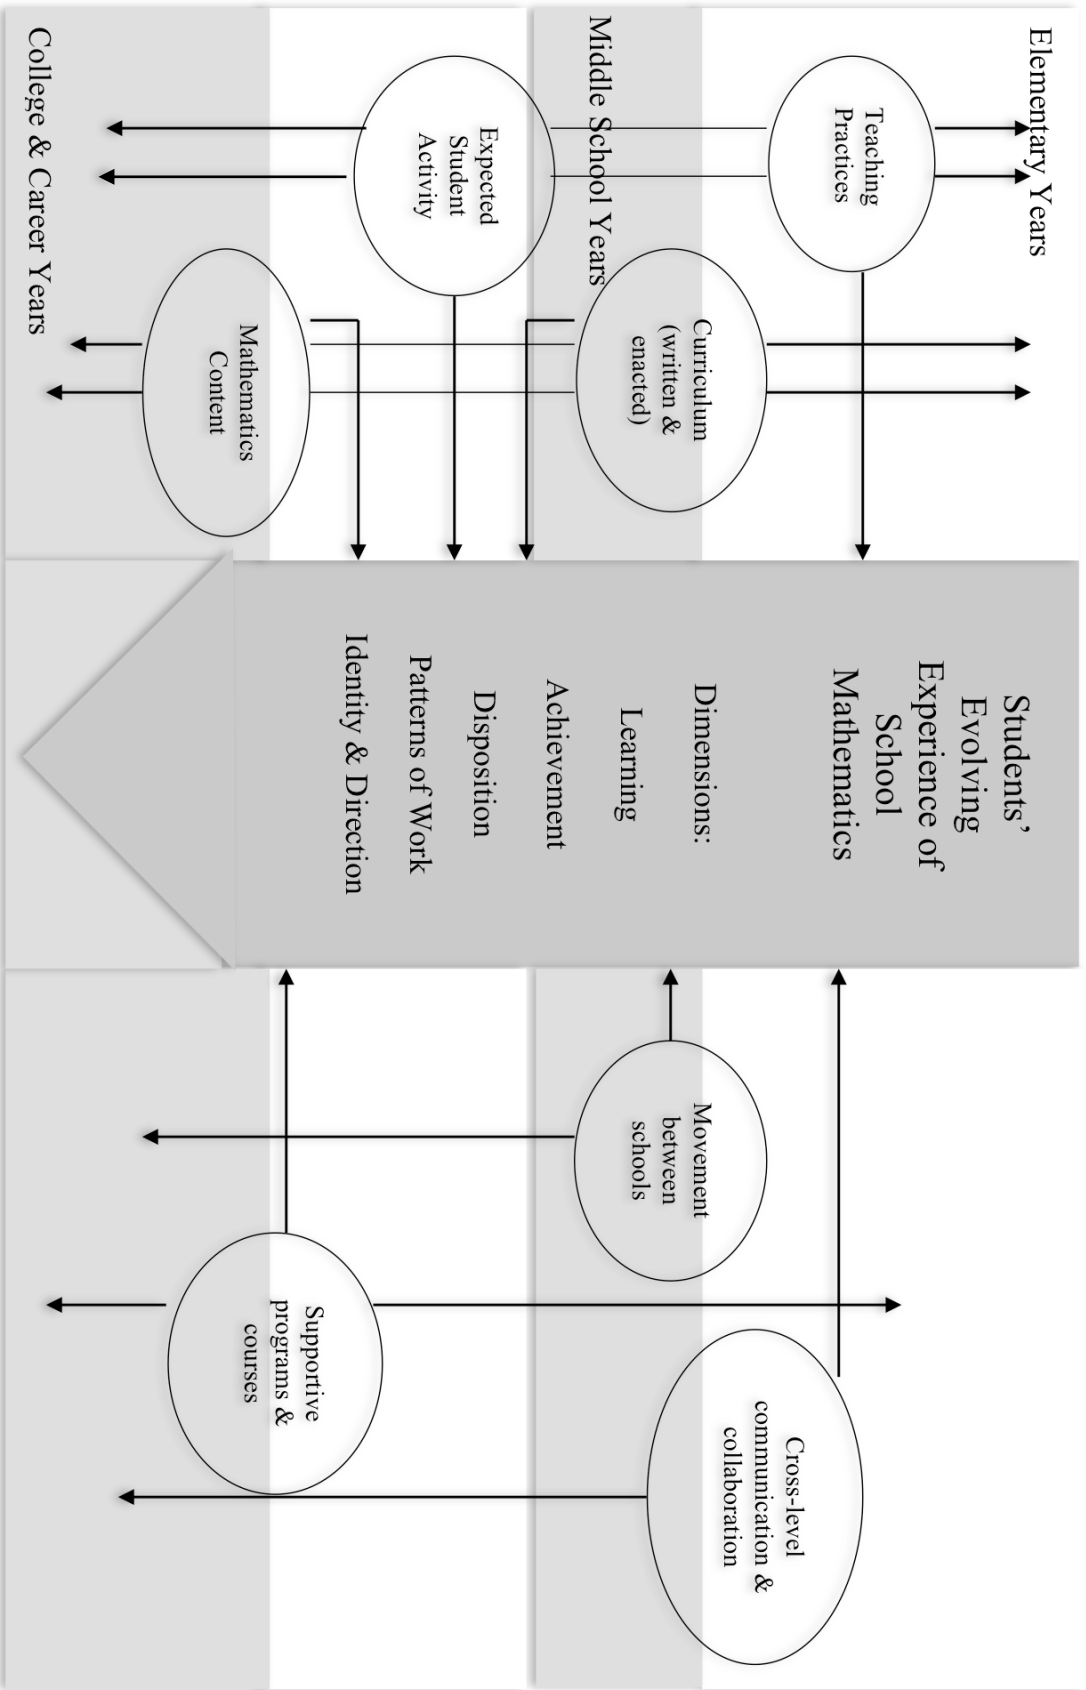 Elementary Years
Middle School Years
College & Career Years
Teaching
Practices
Expected
Student
Activity
Curriculum
(written &
enacted)
Mathematics
Content
Students’
Evolving
Experience of
School
Mathematics
Dimensions:
Learning
Achievement
Disposition
Patterns of Work
Identity & Direction
Movement
between
schools
Supportive
programs &
courses
Cross-level
communication &
collaboration